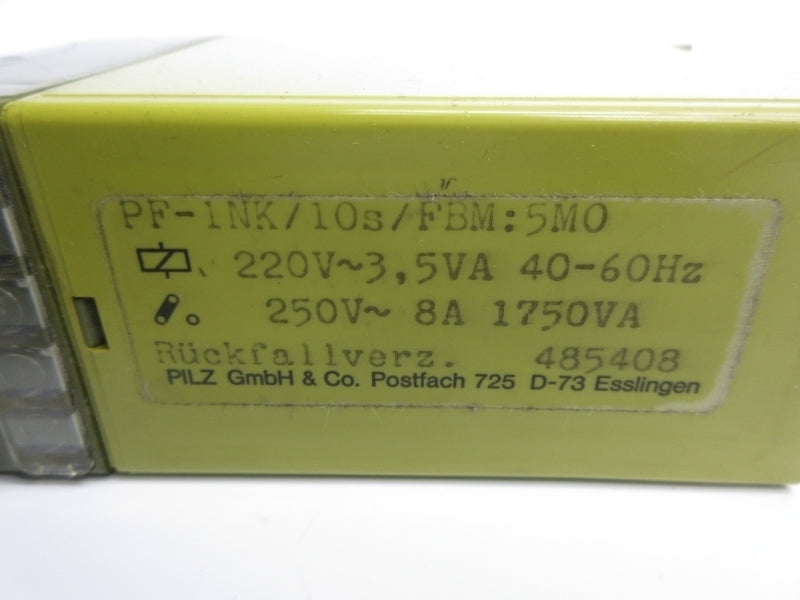 PF-1NK/10s/FBM:5MO
220V~3,5VA 40-60Hz
250V~ 8A 1750VA
Rückfallverz. 485408
PILZ GmbH & Co. Postfach 725 D-73 Esslingen